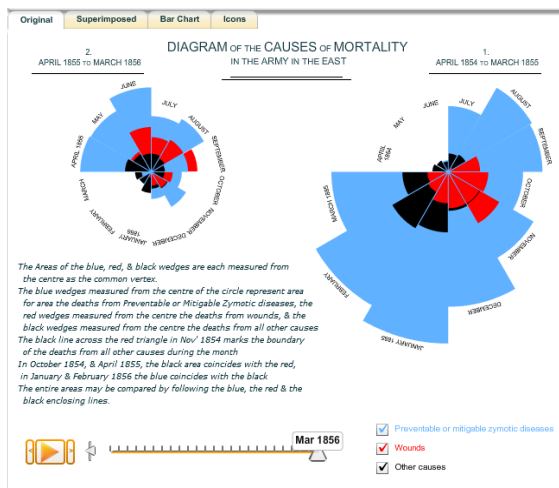 Original
Superimposed
Bar Chart
Icons
DIAGRAM OF THE CAUSES OF MORTALITY
IN THE ARMY IN THE EAST
2.
APRIL 1855 TO MARCH 1856
1.
APRIL 1854 TO MARCH 1855
APRIL 1855
MAY
JUNE
JULY
AUGUST
SEPTEMBER
OCTOBER
NOVEMBER
DECEMBER
JANUARY
1856
FEBRUARY
MARCH
APRIL
1854
MAY
JUNE
JULY
AUGUST
SEPTEMBER
OCTOBER
NOVEMBER
DECEMBER
JANUARY 1855
FEBRUARY
MARCH 1855
The Areas of the blue, red, & black wedges are each measured from
the centre as the common vertex.
The blue wedges measured from the centre of the circle represent area
for area the deaths from Preventable or Mitigable Zymotic diseases, the
red wedges measured from the centre the deaths from wounds, & the
black wedges measured from the centre the deaths from all other causes
The black line across the red triangle in Nov' 1854 marks the boundary
of the deaths from all other causes during the month
In October 1854, & April 1855, the black area coincides with the red,
in January & February 1856 the blue coincides with the black
The entire areas may be compared by following the blue, the red & the
black enclosing lines.
Mar 1856
Preventable or mitigable zymotic diseases
Wounds
Other causes